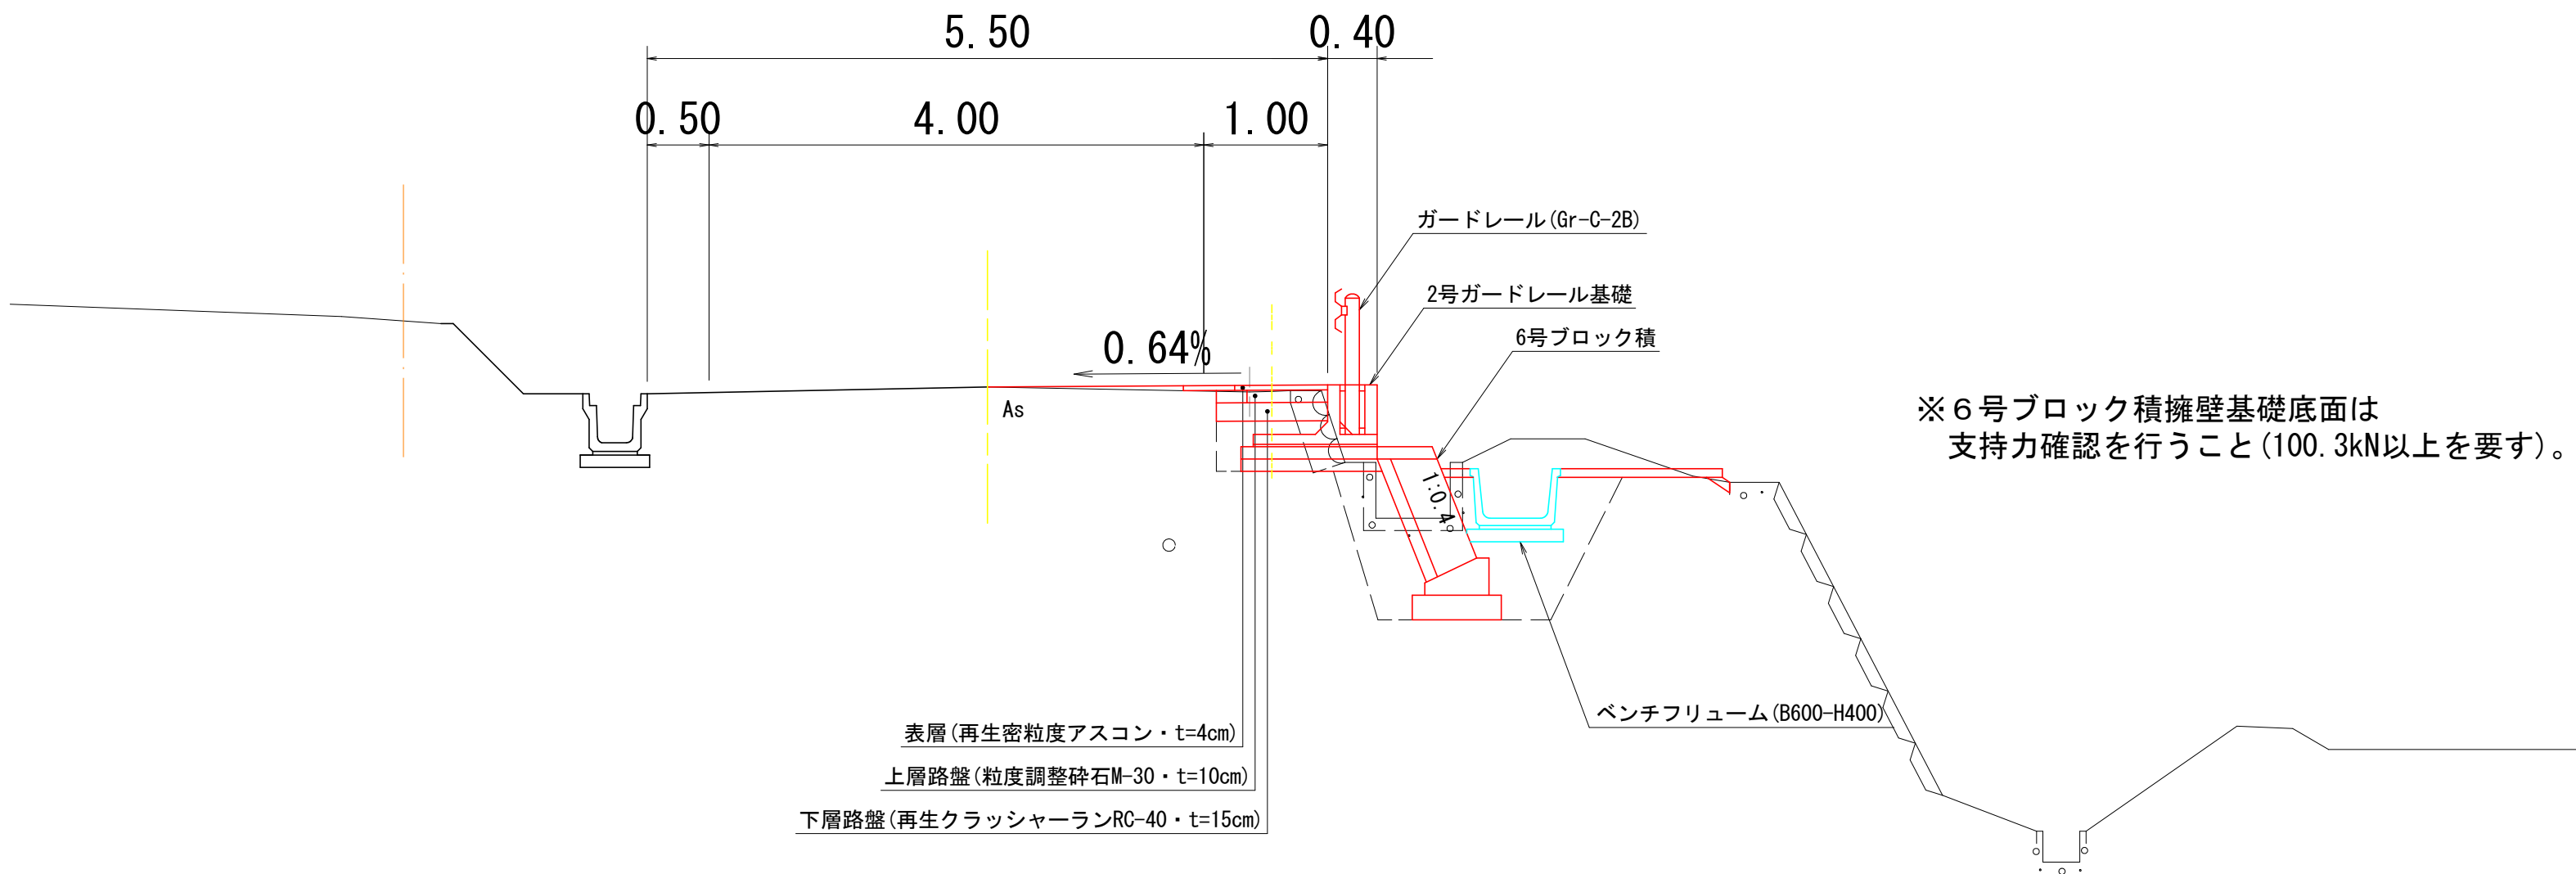 5.50
0.40
0.50
4.00
1.00
ガードレール(Gr-C-2B)
2号ガードレール基礎
6号ブロック積
0.64%
As
※６号ブロック積擁壁基礎底面は
支持力確認を行うこと(100.3kN以上を要す)。
1:0.4
ベンチフリューム(B600-H400)
表層(再生密粒度アスコン・t=4cm)
上層路盤(粒度調整砕石M-30・t=10cm)
下層路盤(再生クラッシャーランRC-40・t=15cm)